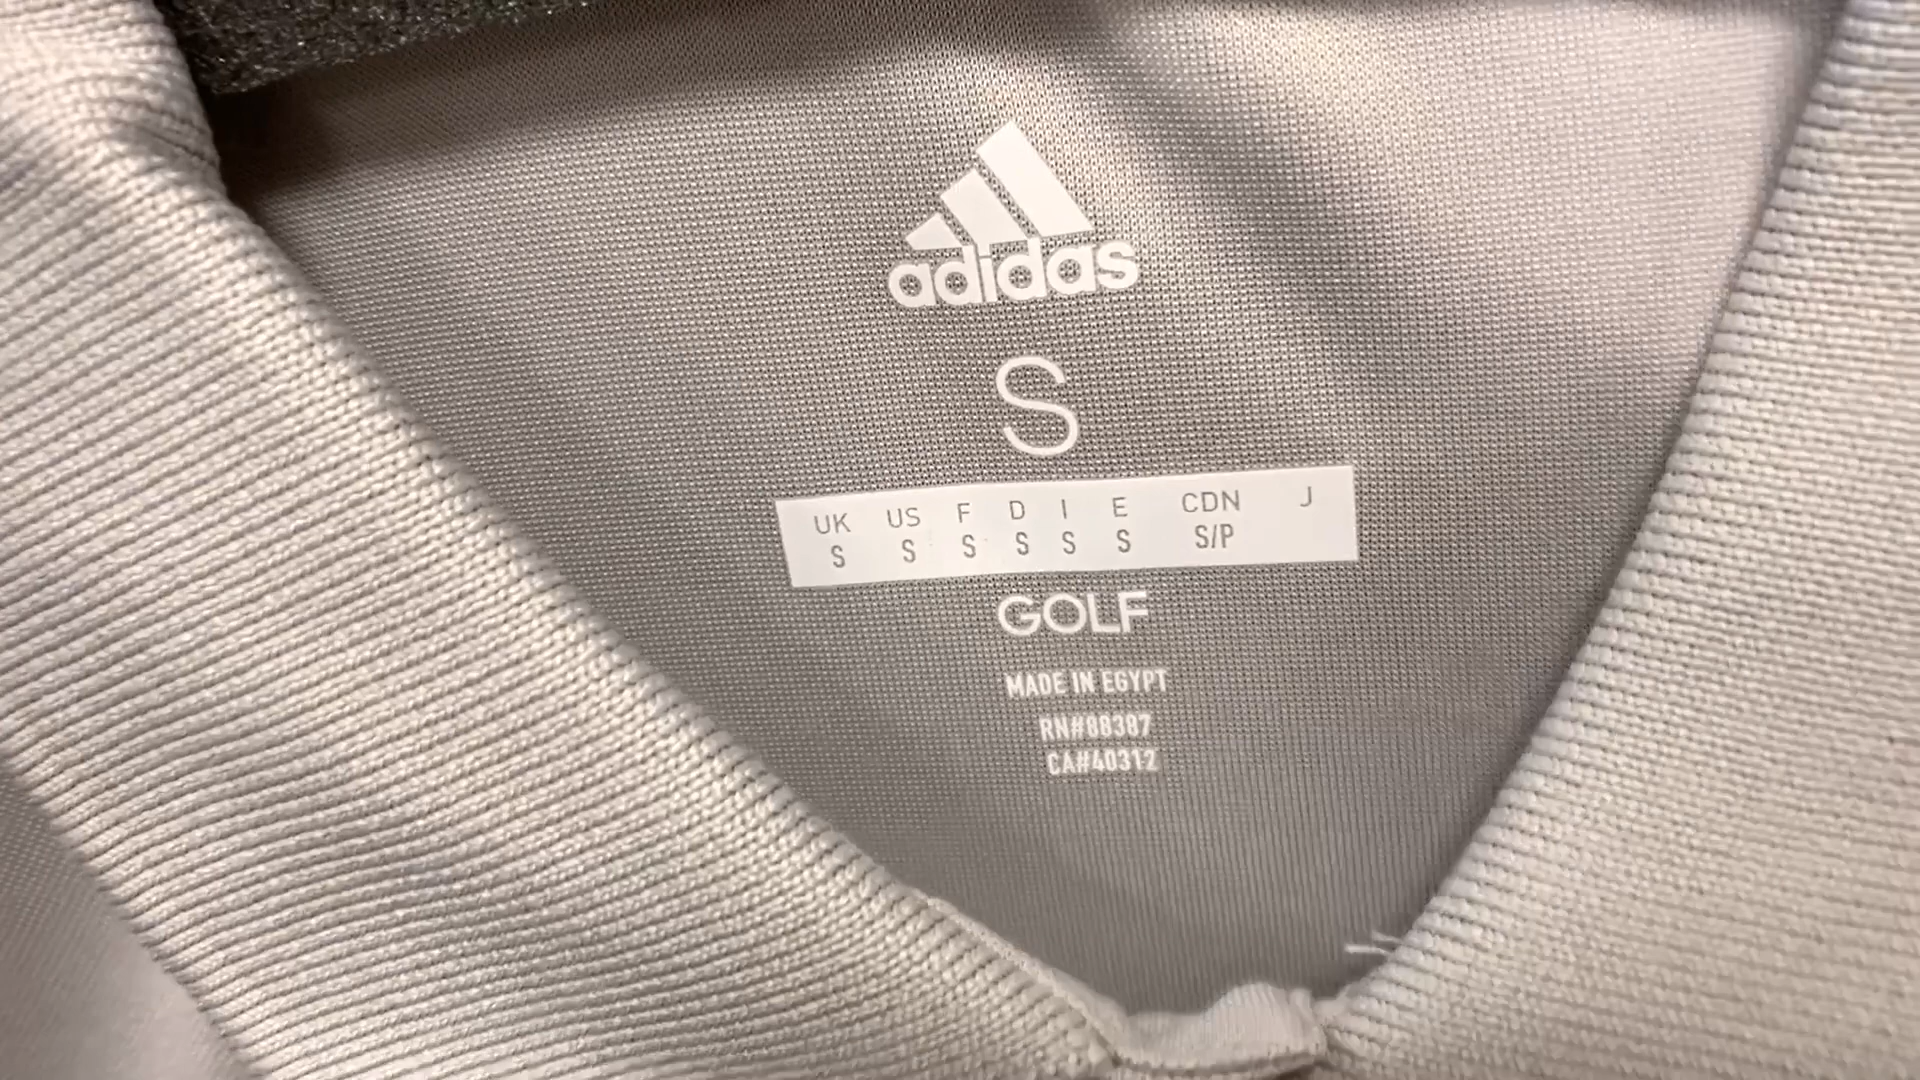 adidas
S
UK US F D I E CDN J
S S S S S S S/P
GOLF
MADE IN EGYPT
RN#88387
CA#40312